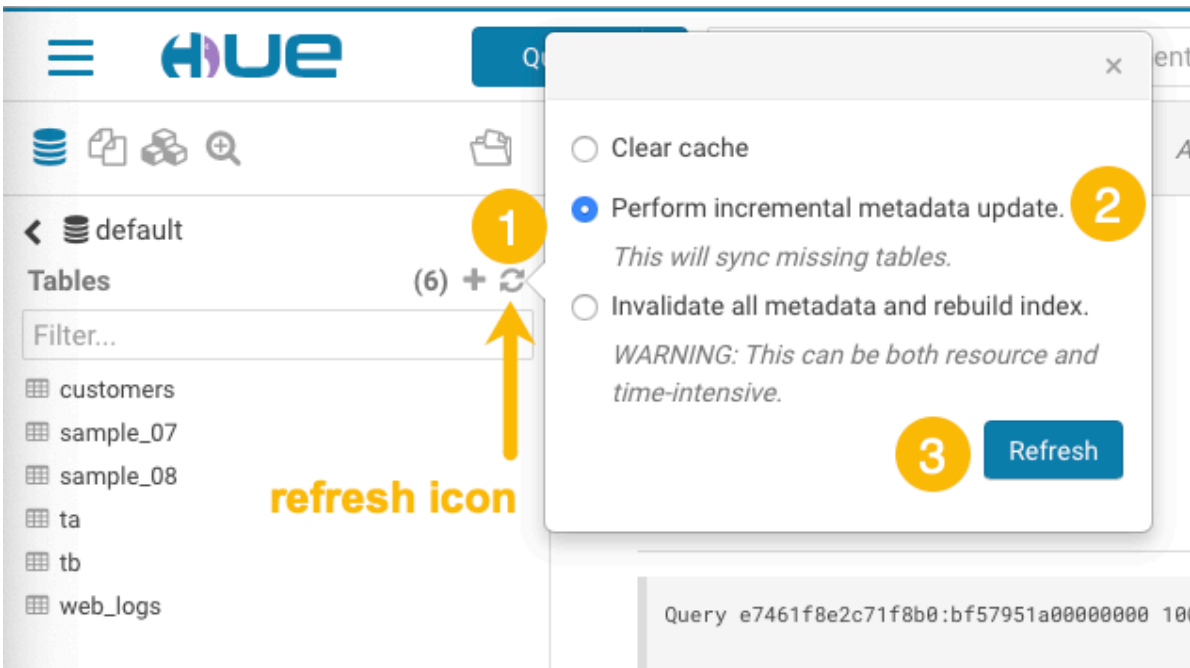 HUE
Clear cache
Perform incremental metadata update.
2
This will sync missing tables.
Invalidate all metadata and rebuild index.
WARNING: This can be both resource and
time-intensive.
3
Refresh
1
default
Tables (6)
Filter...
customers
sample_07
sample_08
ta
tb
web_logs
refresh icon
Query e7461f8e2c71f8b0:bf57951a00000000